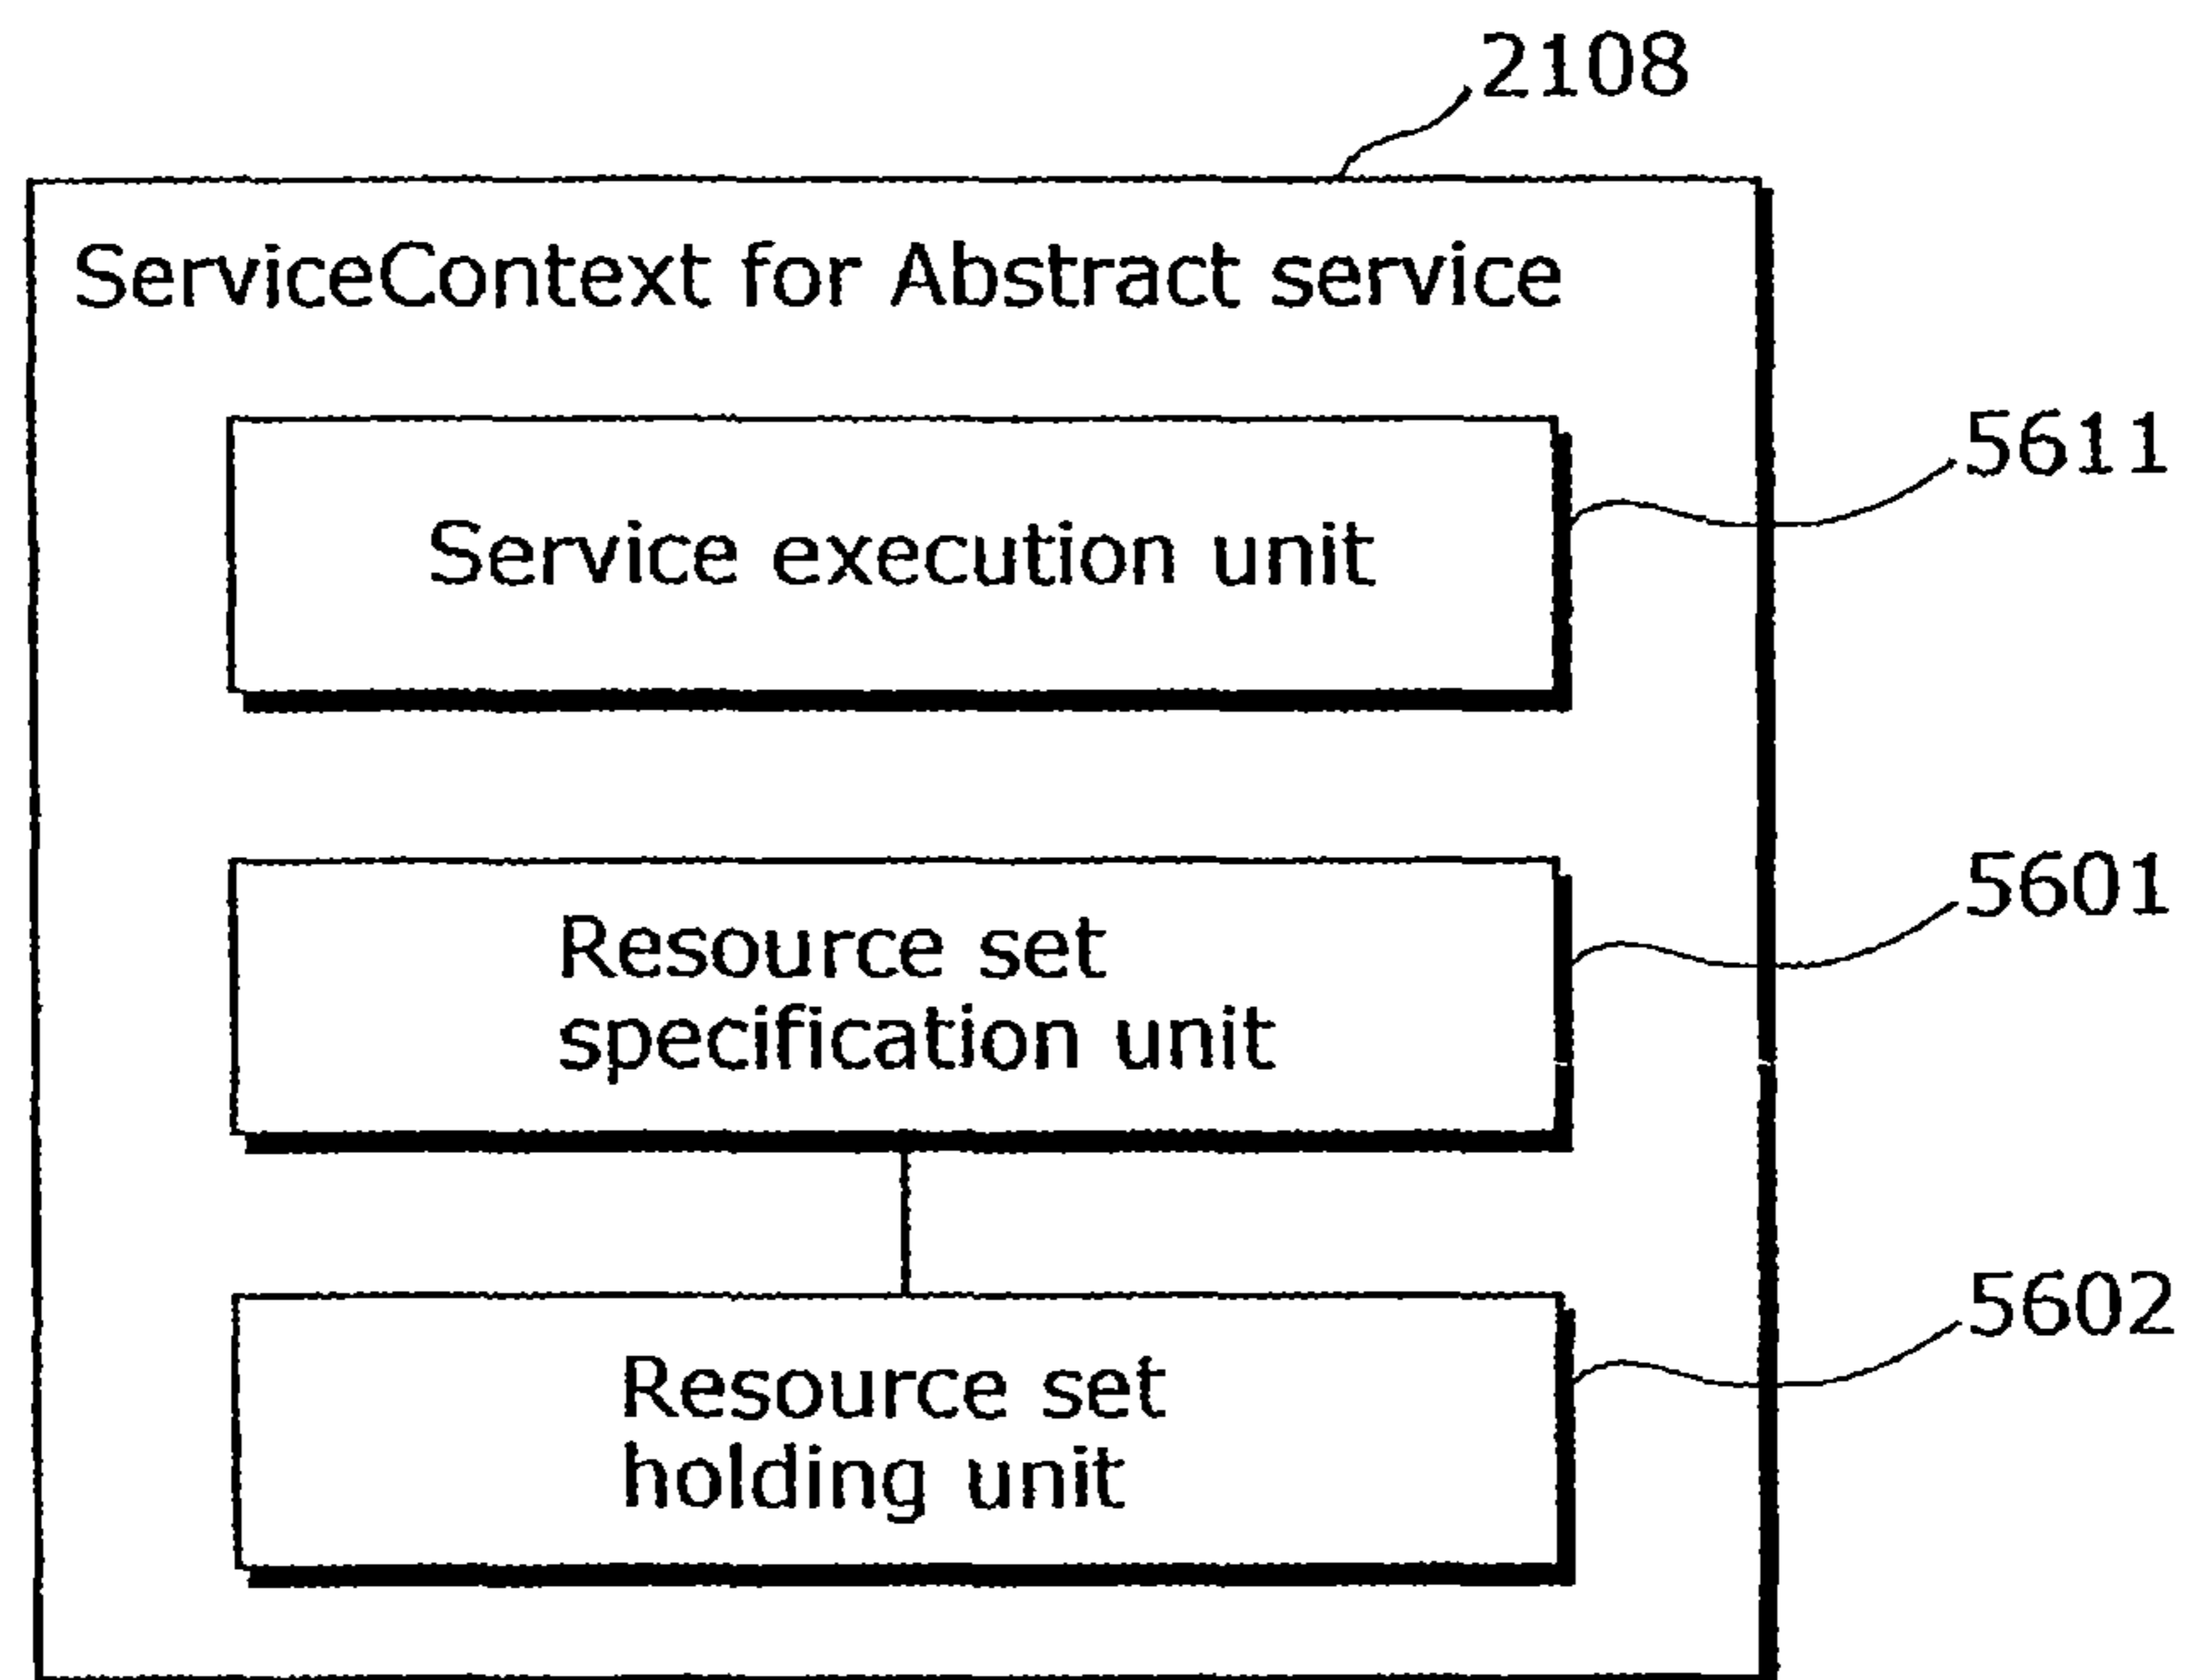 2108
ServiceContext for Abstract service
5611
Service execution unit
5601
Resource set
specification unit
5602
Resource set
holding unit